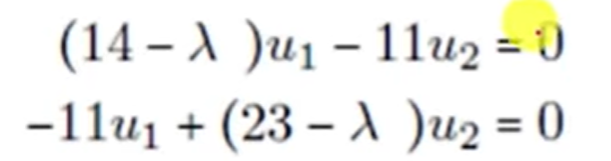 (14 − λ )u₁ − 11u₂ = 0
−11u₁ + (23 − λ )u₂ = 0